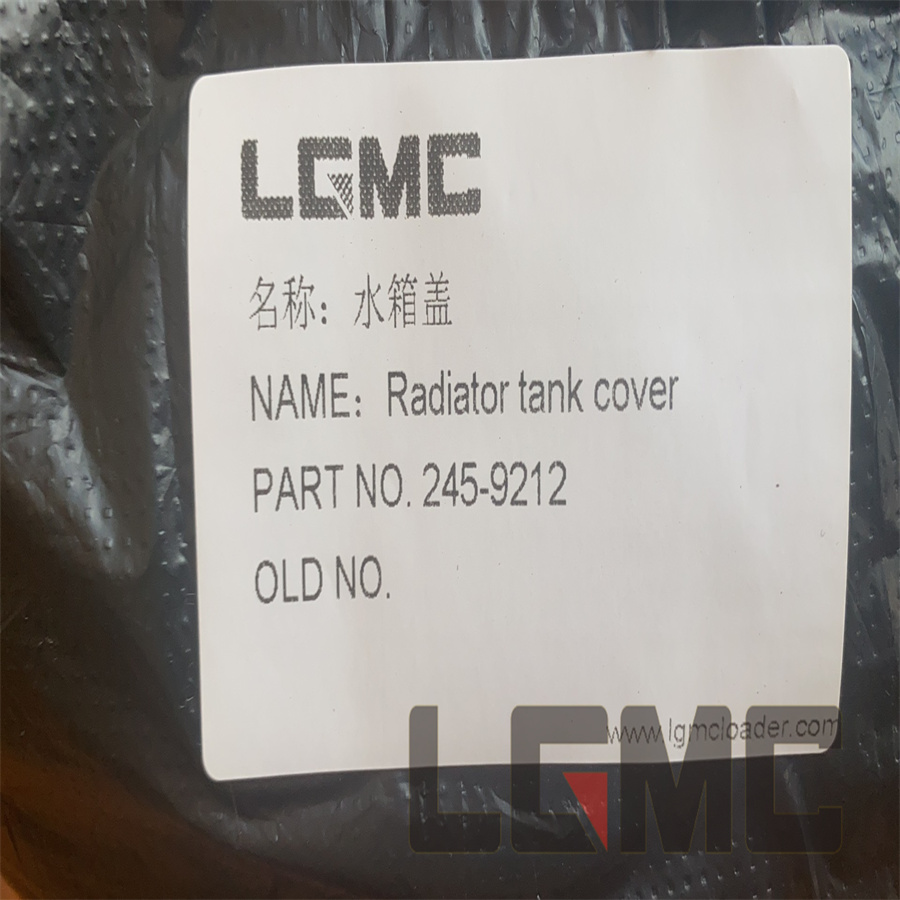 LGMC
名称：水箱盖
NAME：Radiator tank cover
PART NO. 245-9212
OLD NO.
www.lgmcloader.com
LGMC